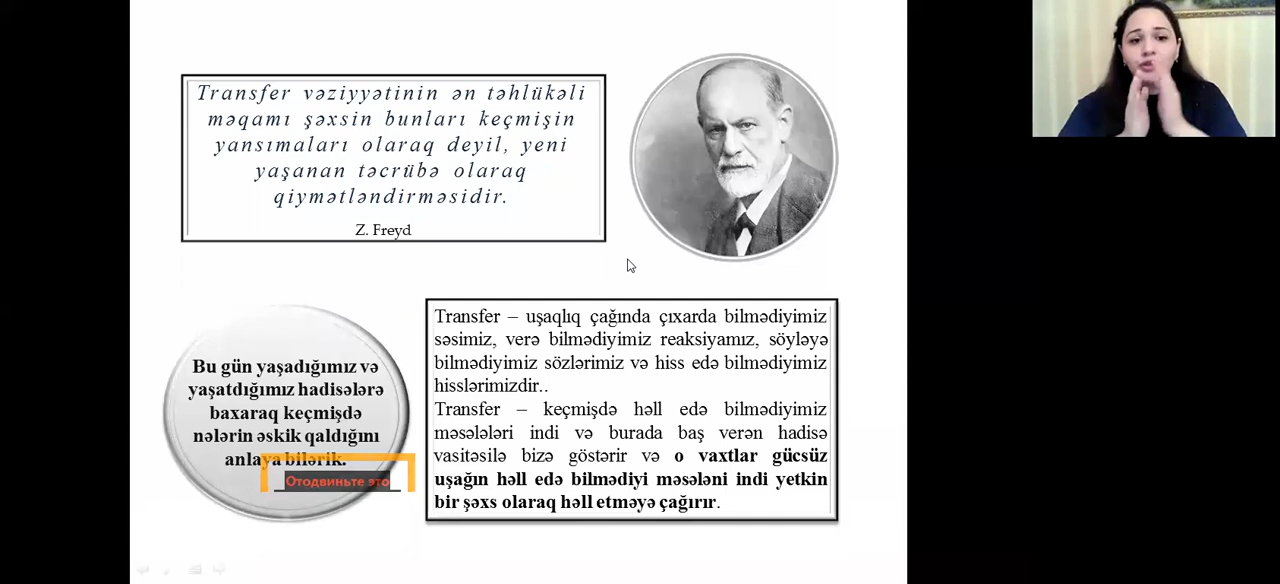 Transfer vəziyyətinin ən təhlükəli
məqamı şəxsin bunları keçmişin
yansımaları olaraq deyil, yeni
yaşanan təcrübə olaraq
qiymətləndirməsidir.
Z. Freyd
Bu gün yaşadığımız və
yaşatdığımız hadisələrə
baxaraq keçmişdə
nələrin əskik qaldığını
anlaya bilərik.
Отодвиньте это
Transfer – uşaqlıq çağında çıxarda bilmədiyimiz
səsimiz, verə bilmədiyimiz reaksiyamız, söyləyə
bilmədiyimiz sözlərimiz və hiss edə bilmədiyimiz
hisslərimizdir..
Transfer – keçmişdə həll edə bilmədiyimiz
məsələləri indi və burada baş verən hadisə
vasitəsilə bizə göstərir və o vaxtlar gücsüz
uşağın həll edə bilmədiyi məsələni indi yetkin
bir şəxs olaraq həll etməyə çağırır.